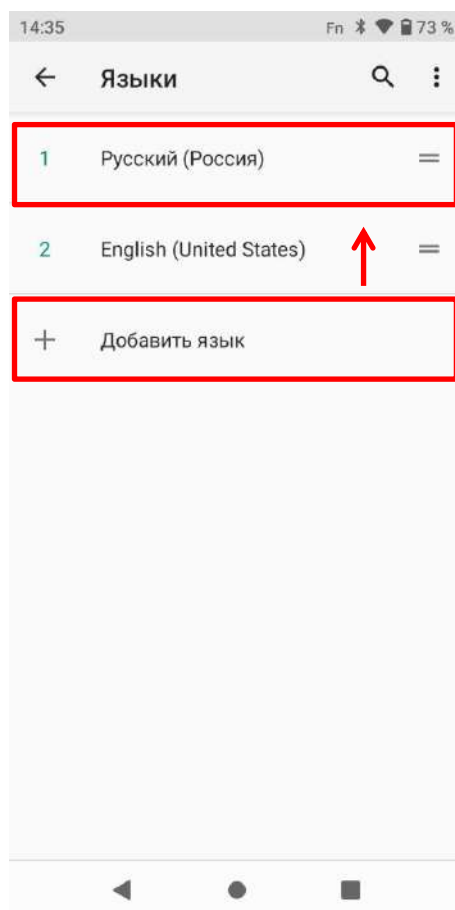 14:35 Fn 73 %
Языки
1 Русский (Россия)
2 English (United States)
+ Добавить язык